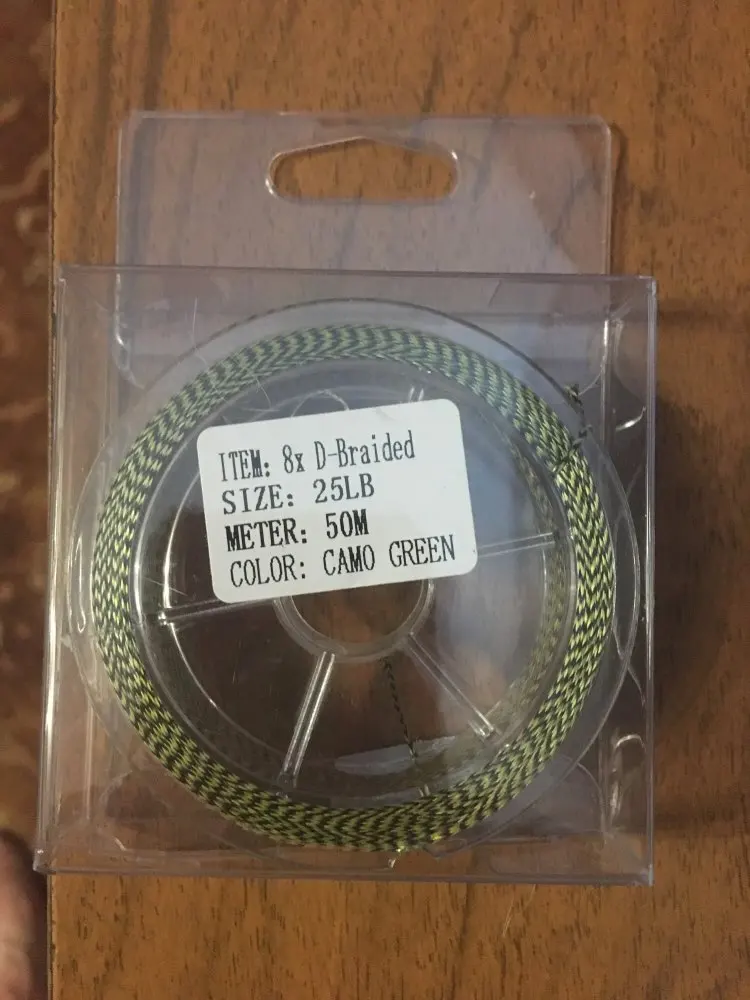 ITEM: 8x D-Braided
SIZE: 25LB
METER: 50M
COLOR: CAMO GREEN